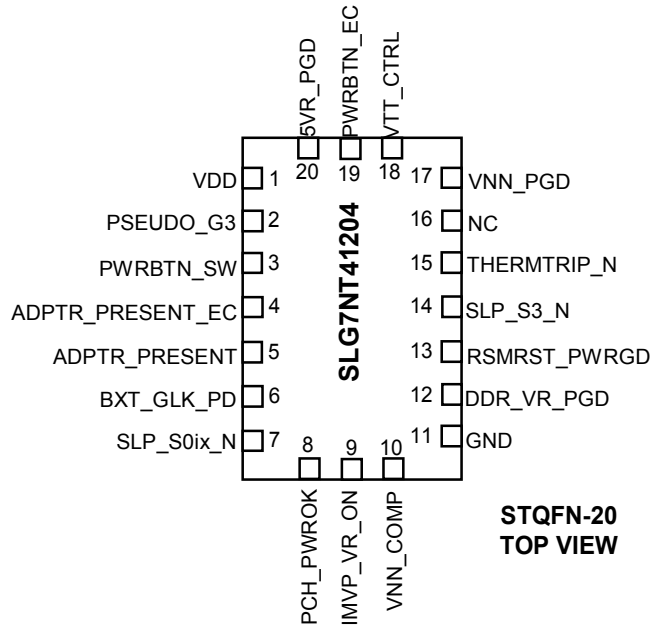 5VR_PGD
PWRBTN_EC
VTT_CTRL
20
19
18
VDD 1
PSEUDO_G3 2
PWRBTN_SW 3
ADPTR_PRESENT_EC 4
ADPTR_PRESENT 5
BXT_GLK_PD 6
SLP_S0ix_N 7
SLG7NT41204
17 VNN_PGD
16 NC
15 THERMTRIP_N
14 SLP_S3_N
13 RSMRST_PWRGD
12 DDR_VR_PGD
11 GND
8
9
10
PCH_PWROK
IMVP_VR_ON
VNN_COMP
STQFN-20
TOP VIEW